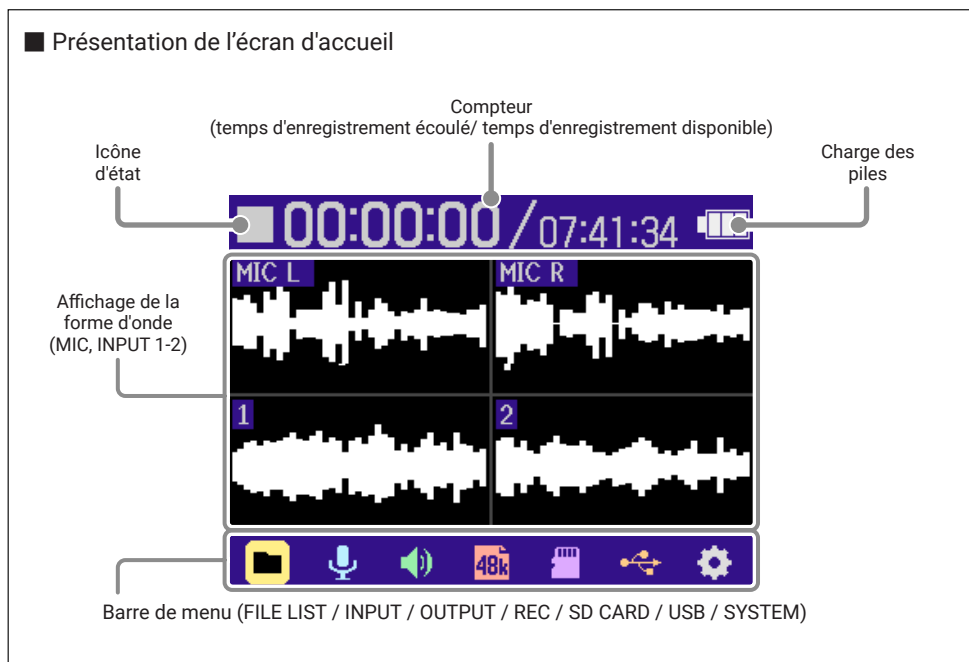 ■ Présentation de l’écran d'accueil
Compteur
(temps d'enregistrement écoulé/ temps d'enregistrement disponible)
Icône
d'état
Charge des
piles
00:00:00/07:41:34
MIC L
MIC R
Affichage de la
forme d'onde
(MIC, INPUT 1-2)
1
2
48k
Barre de menu (FILE LIST / INPUT / OUTPUT / REC / SD CARD / USB / SYSTEM)